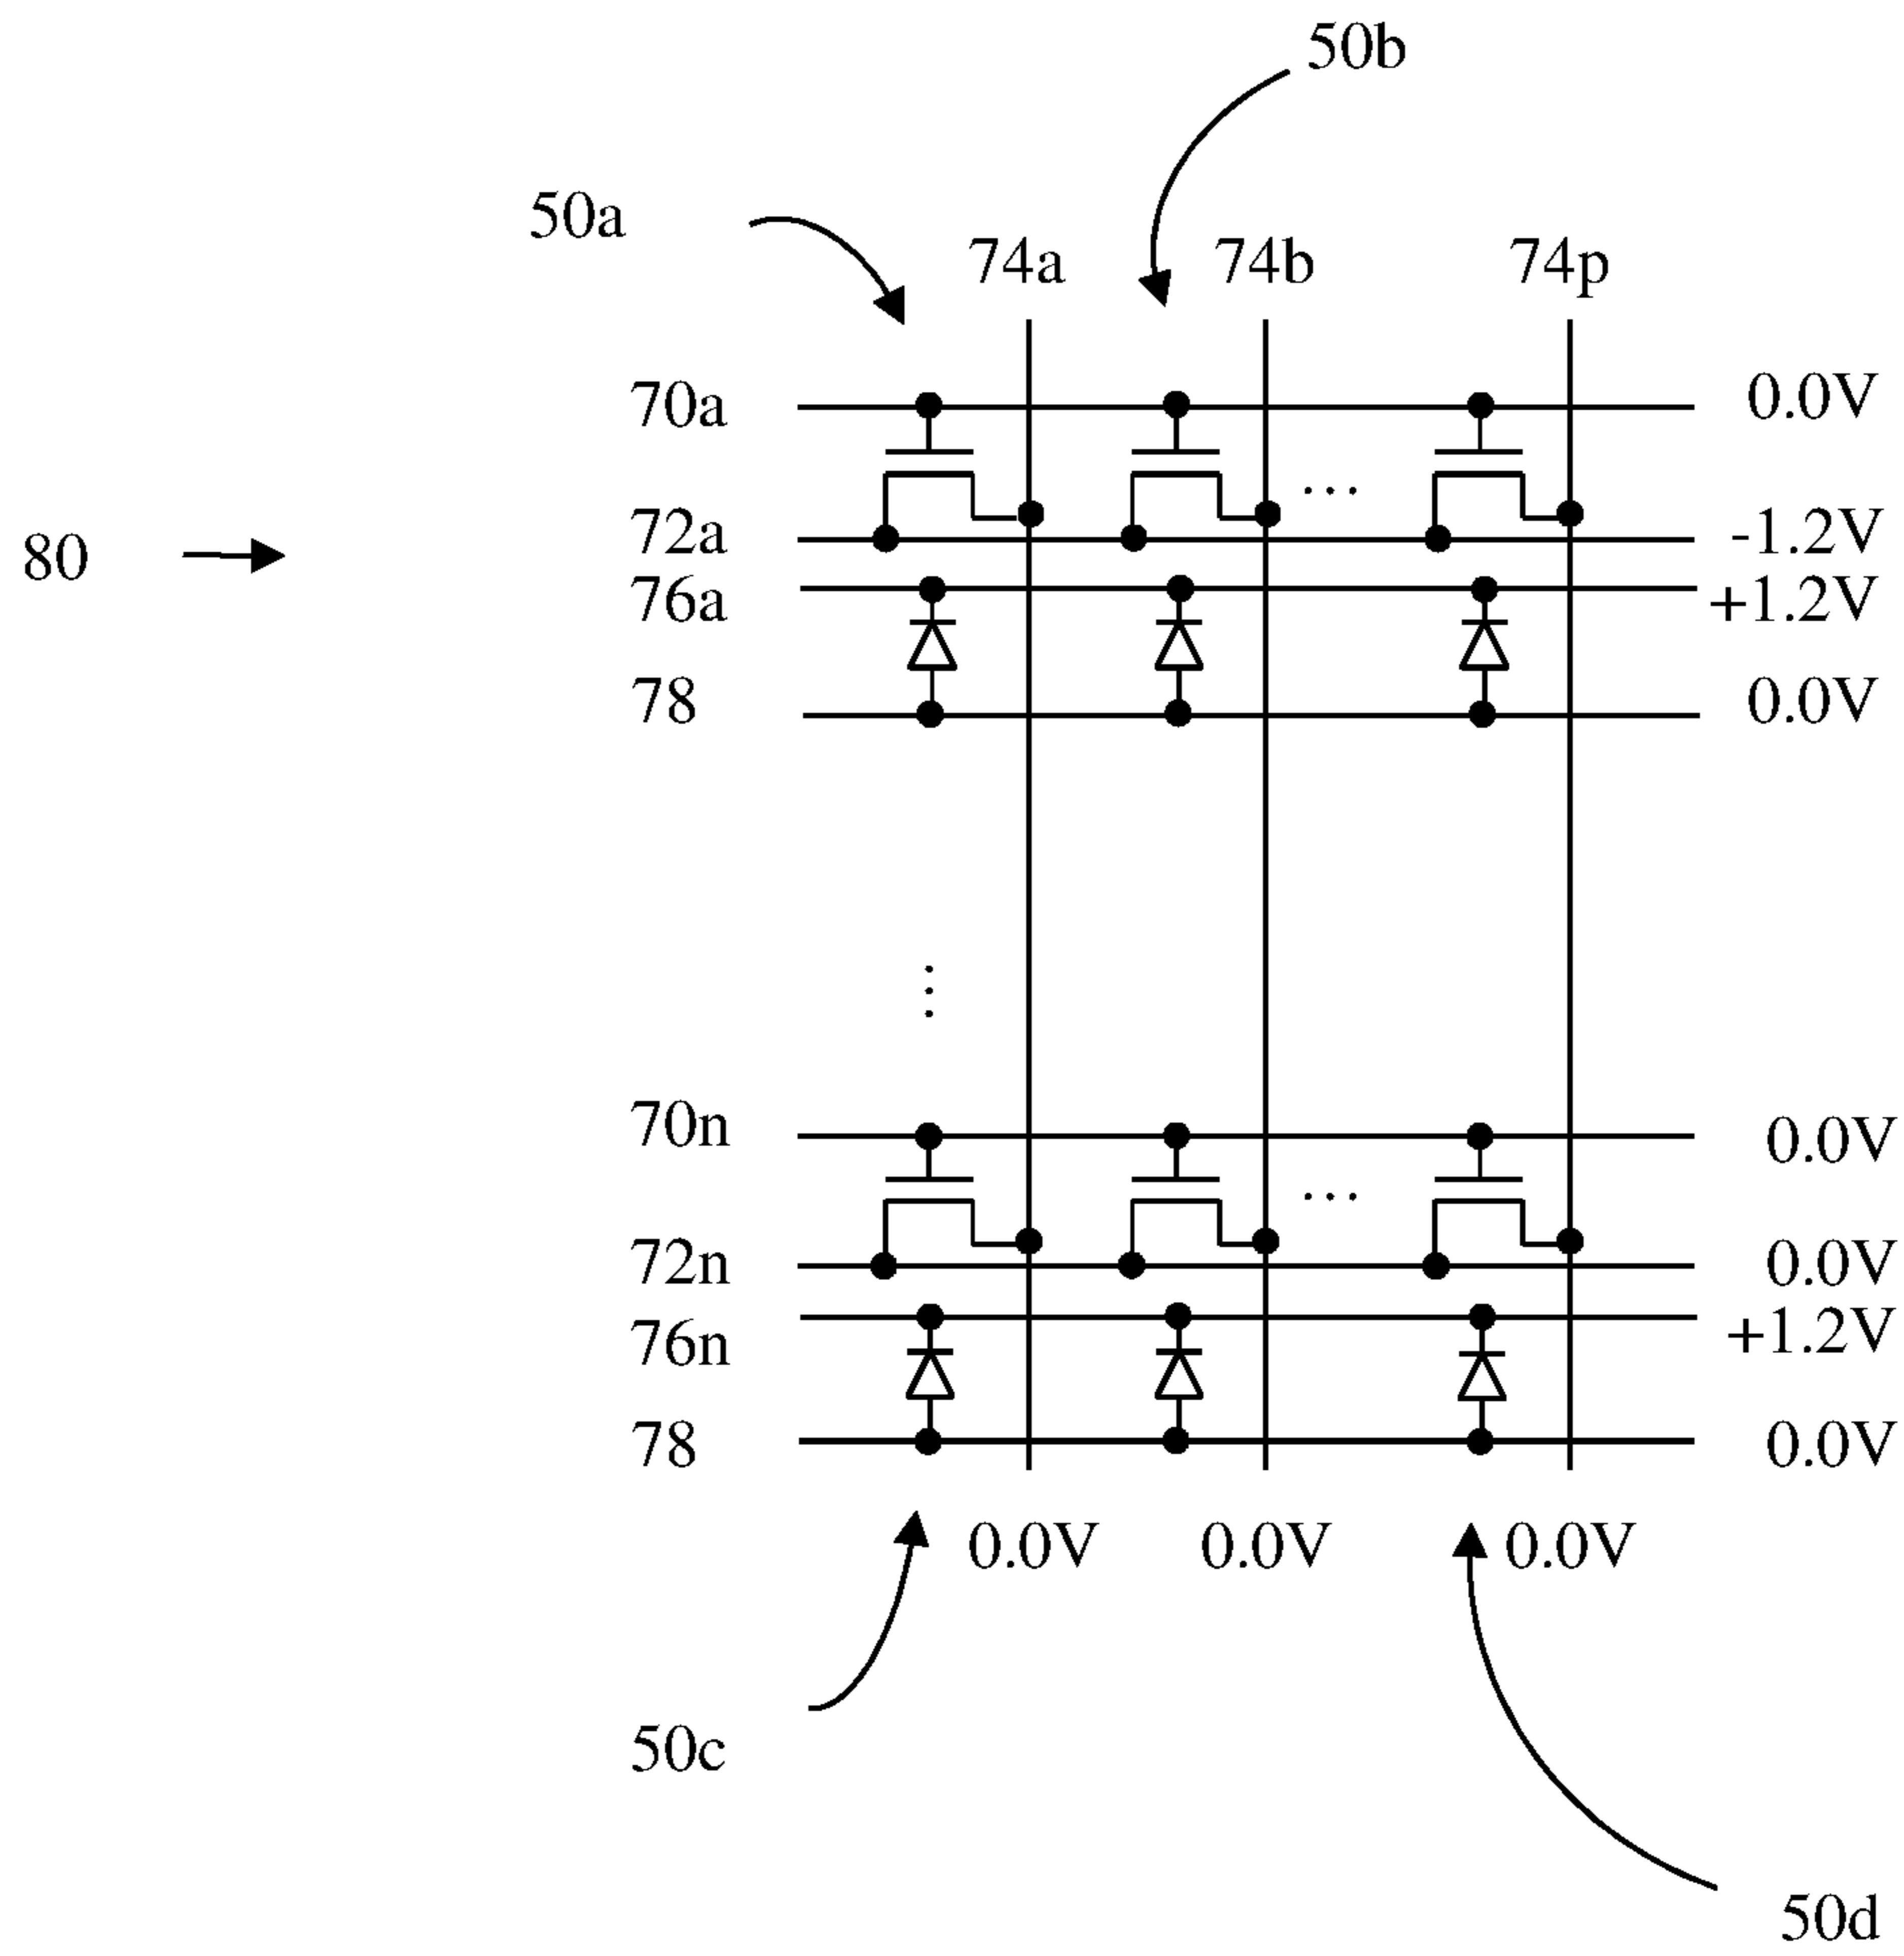 50b
50a
74a 74b 74p
70a 0.0V
...
72a -1.2V
80
76a +1.2V
78 0.0V
...
70n 0.0V
...
72n 0.0V
76n +1.2V
78 0.0V
0.0V 0.0V 0.0V
50c
50d